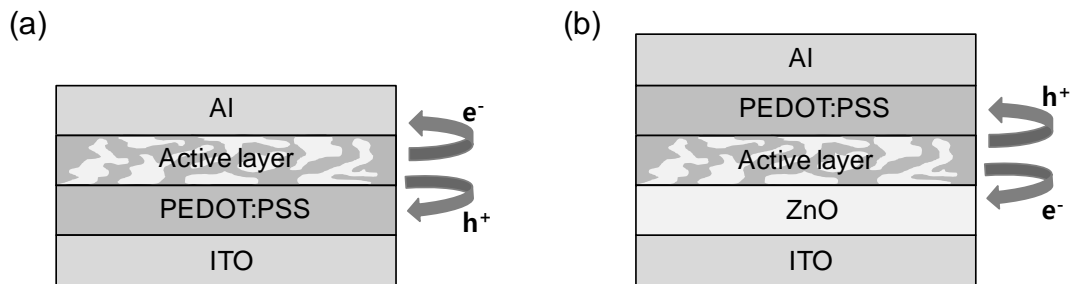 (a)
Al
Active layer
PEDOT:PSS
ITO
e-
h+
(b)
Al
PEDOT:PSS
Active layer
ZnO
ITO
h+
e-